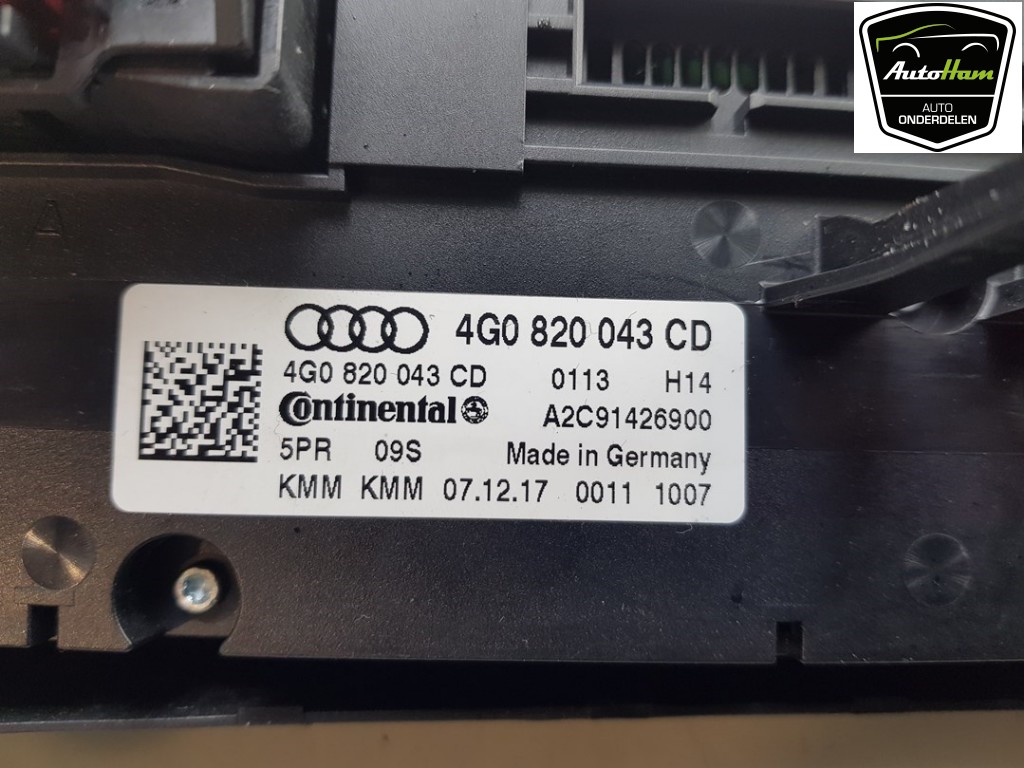 AutoHam
AUTO
ONDERDELEN
4G0 820 043 CD
4G0 820 043 CD 0113 H14
Continental A2C91426900
5PR 09S Made in Germany
KMM KMM 07.12.17 0011 1007